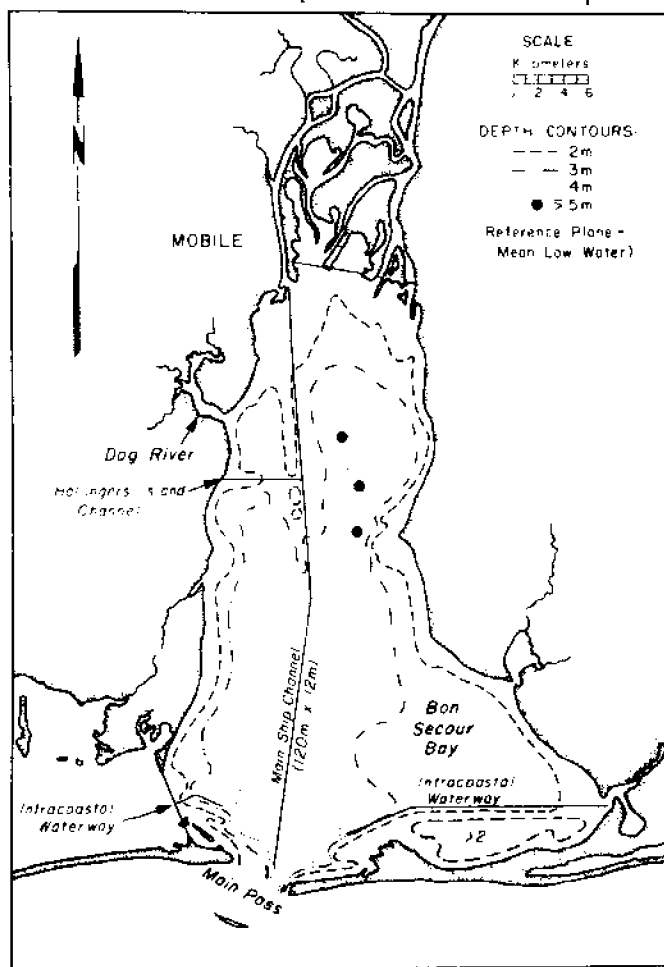 SCALE
2 4 6
DEPTH CONTOURS:
2m
3m
4m
5m
Reference Plane -
Mean Low Water)
N
MOBILE
Dog River
Channel
Main Ship Channel
(120m x 12m)
Bon
Secour
Bay
Intracoastal
Waterway
Intracoastal
Waterway
>2
Main Pass